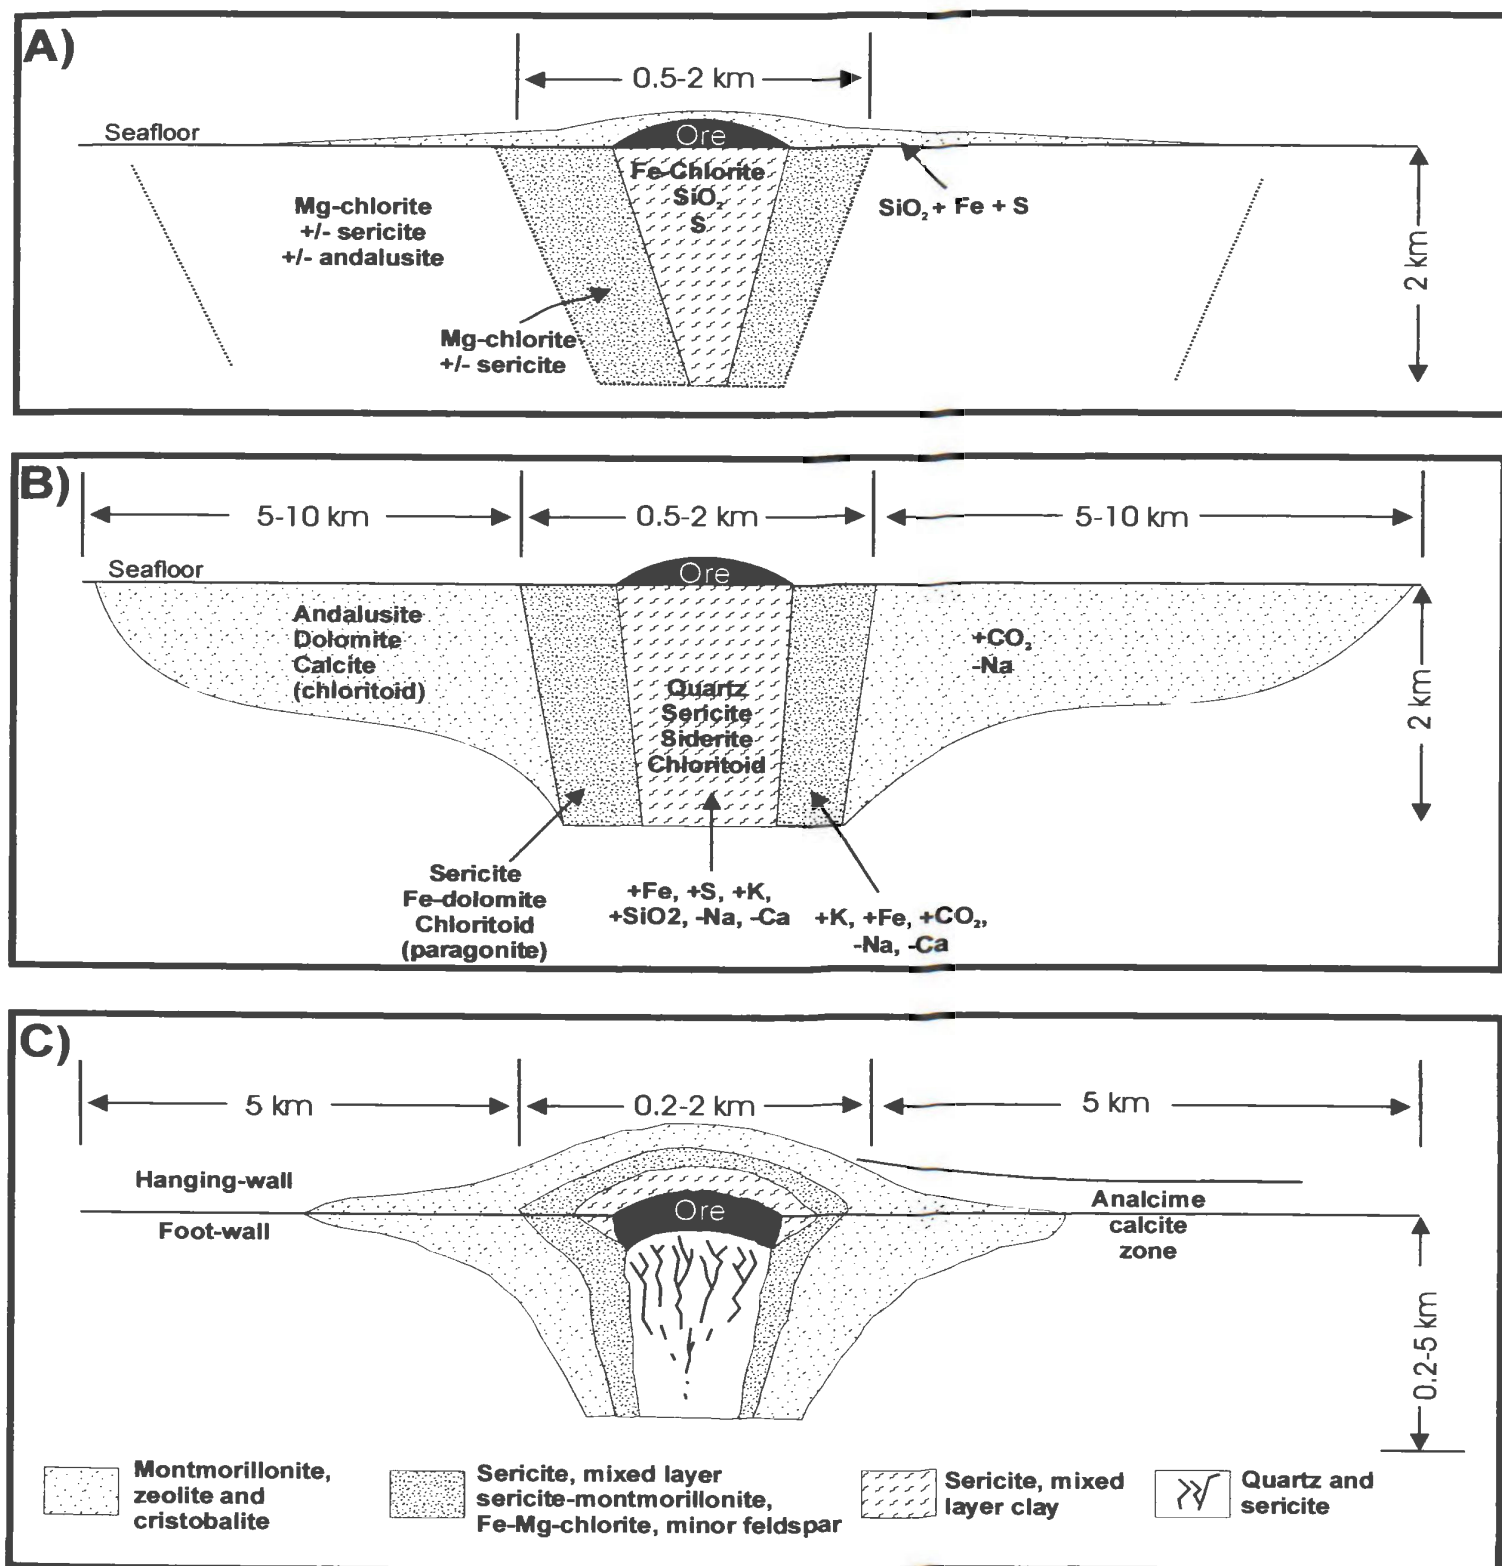 A)
0.5-2 km
Seafloor
Ore
Fe-Chlorite
SiO₂
S
Mg-chlorite
+/- sericite
+/- andalusite
SiO₂ + Fe + S
2 km
Mg-chlorite
+/- sericite
B)
5-10 km
0.5-2 km
5-10 km
Seafloor
Ore
Andalusite
Dolomite
Calcite
(chloritoid)
+CO₂
-Na
Quartz
Sericite
Siderite
Chloritoid
2 km
Sericite
Fe-dolomite
Chloritoid
(paragonite)
+Fe, +S, +K,
+SiO2, -Na, -Ca
+K, +Fe, +CO₂,
-Na, -Ca
C)
5 km
0.2-2 km
5 km
Hanging-wall
Foot-wall
Ore
Analcime
calcite
zone
0.2-5 km
Montmorillonite,
zeolite and
cristobalite
Sericite, mixed layer
sericite-montmorillonite,
Fe-Mg-chlorite, minor feldspar
Sericite, mixed
layer clay
Quartz and
sericite